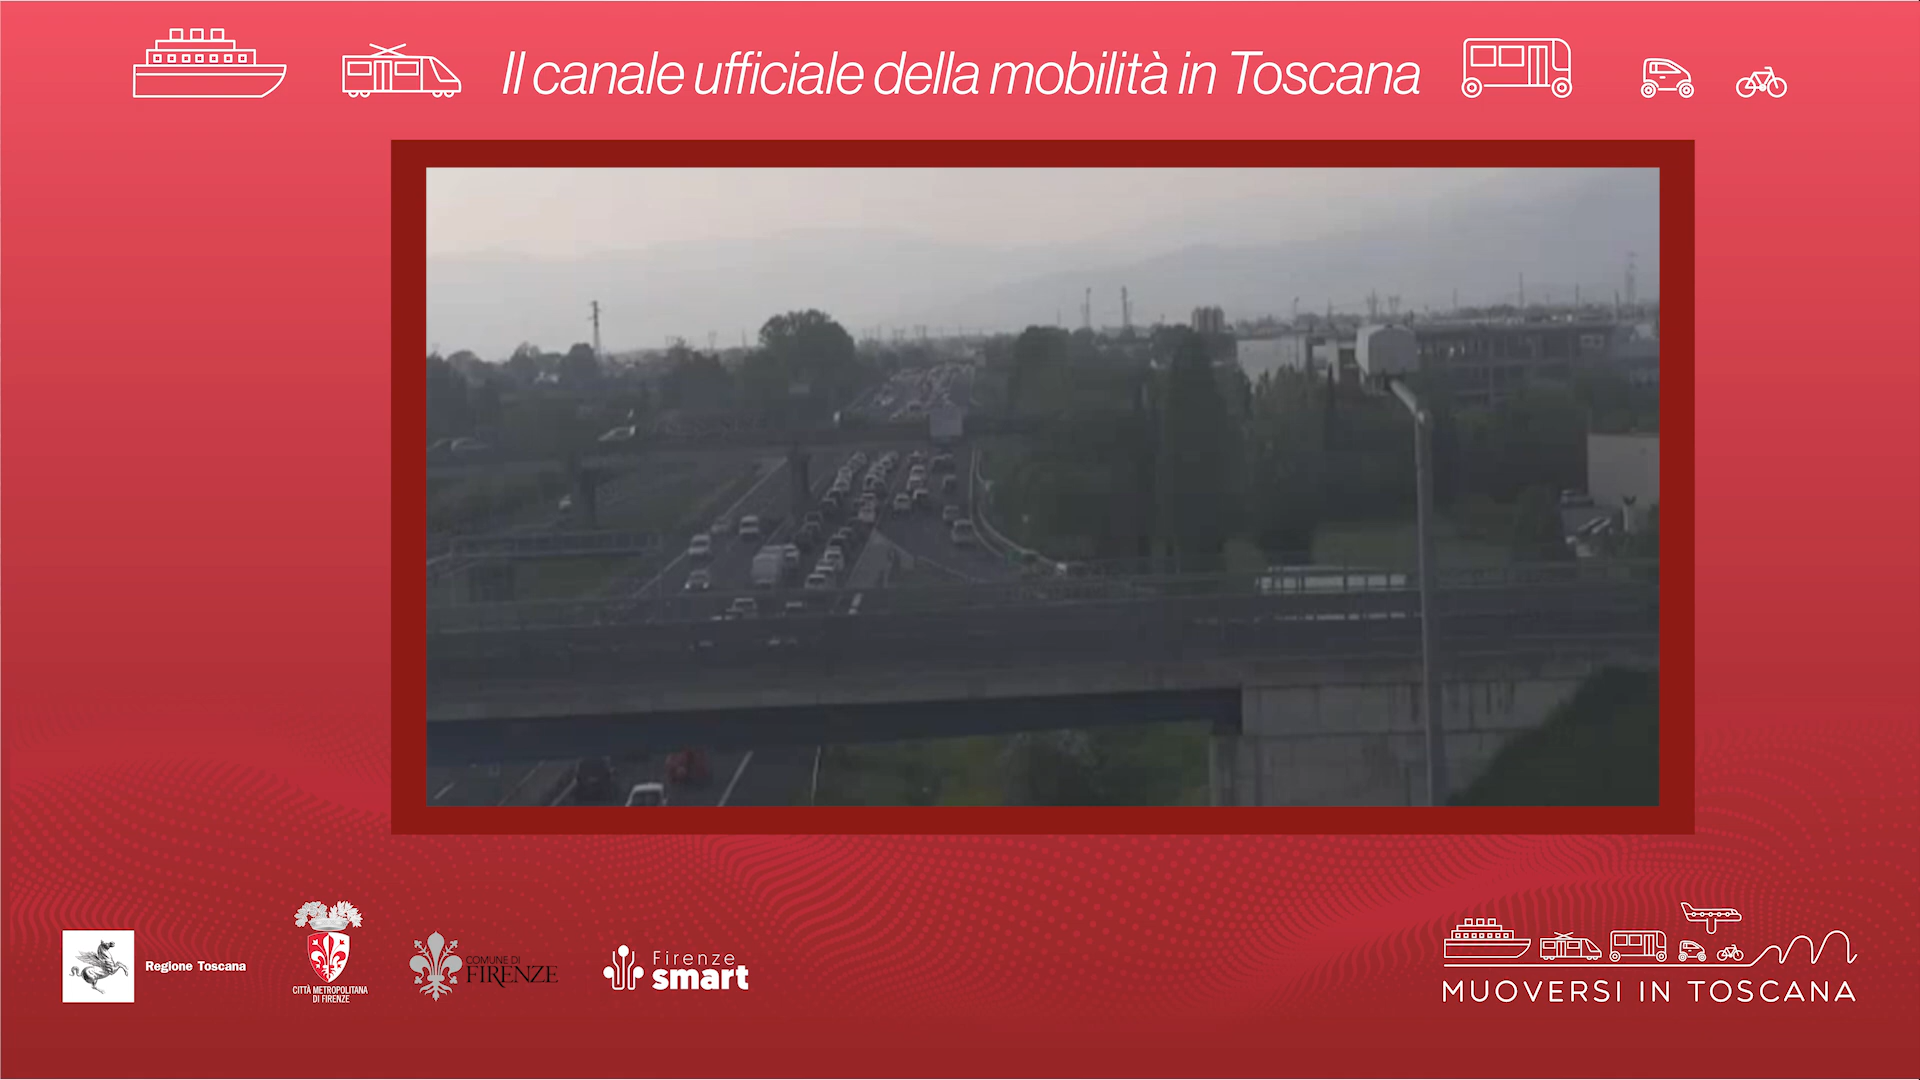 Il canale ufficiale della mobilità in Toscana
Regione Toscana
CITTÀ METROPOLITANA
DI FIRENZE
COMUNE DI
FIRENZE
Firenze
smart
MUOVERSI IN TOSCANA